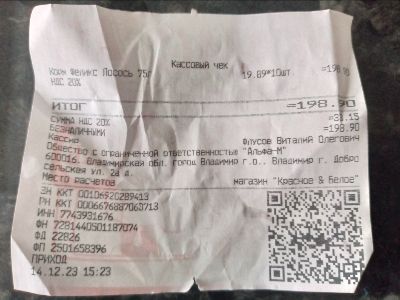 Кассовый чек
Корм Феликс Лосось 75г 19.89*10шт =198.90
НДС 20%
ИТОГ =198.90
СУММА НДС 20% =33.15
БЕЗНАЛИЧНЫМИ =198.90
Кассир Флусов Виталий Олегович
Общество с ограниченной ответственностью "Альфа-М"
600016, Владимирская обл, город Владимир г.о., Владимир г, Добро
сельская ул, 2а д.
Место расчетов магазин "Красное & Белое"
ЗН ККТ 00106920289413
РН ККТ 0006676887063713
ИНН 7743931676
ФН 7281440501187074
ФД 22826
ФП 2501658396
ПРИХОД
14.12.23 15:23